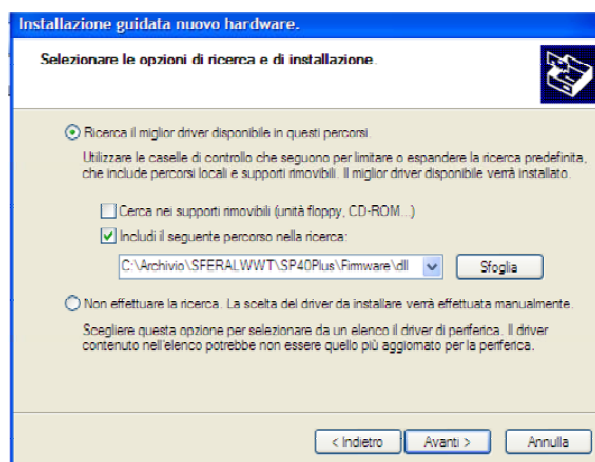 Installazione guidata nuovo hardware.
Selezionare le opzioni di ricerca e di installazione.
Ricerca il miglior driver disponibile in questi percorsi.
Utilizzare le caselle di controllo che seguono per limitare o espandere la ricerca predefinita,
che include percorsi locali e supporti rimovibili. Il miglior driver disponibile verrà installato.
Cerca nei supporti rimovibili (unità floppy, CD-ROM...)
Includi il seguente percorso nella ricerca:
C:\Archivio\SFERALWWT\SP40Plus\Firmware\dll
Sfoglia
Non effettuare la ricerca. La scelta del driver da installare verrà effettuata manualmente.
Scegliere questa opzione per selezionare da un elenco il driver di periferica. Il driver
contenuto nell'elenco potrebbe non essere quello più aggiornato per la periferica.
< Indietro
Avanti >
Annulla